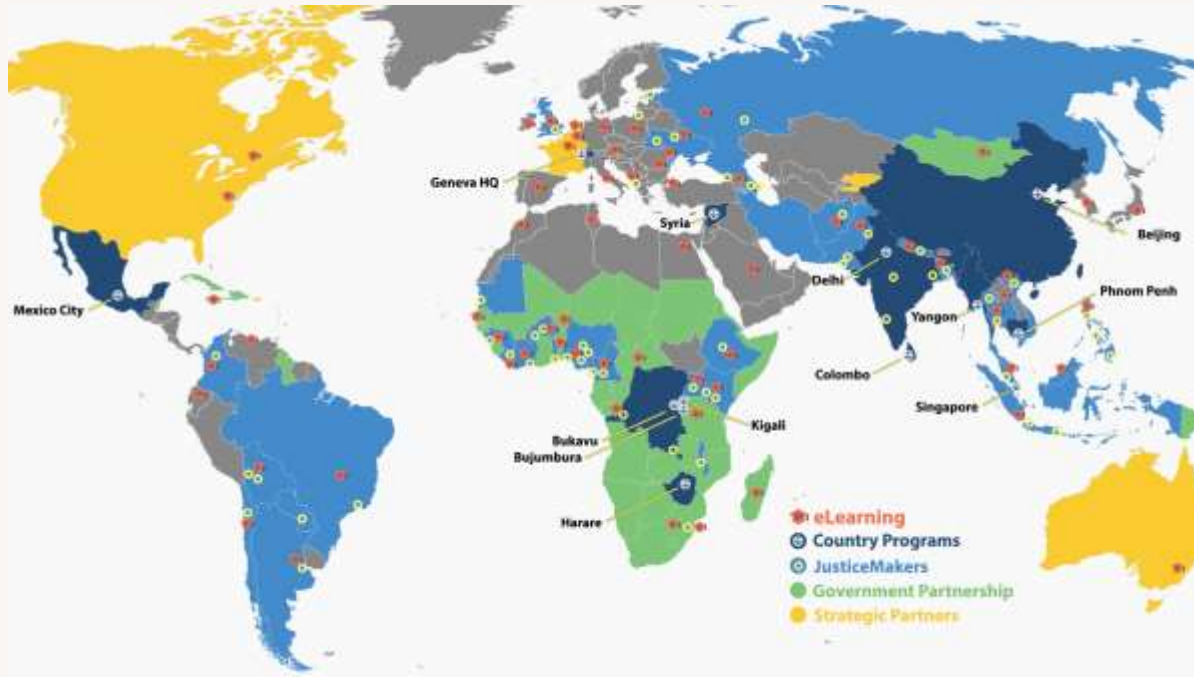 Geneva HQ
Syria
Beijing
Mexico City
Delhi
Phnom Penh
Yangon
Colombo
Singapore
Bukavu
Kigali
Bujumbura
Harare
eLearning
Country Programs
JusticeMakers
Government Partnership
Strategic Partners